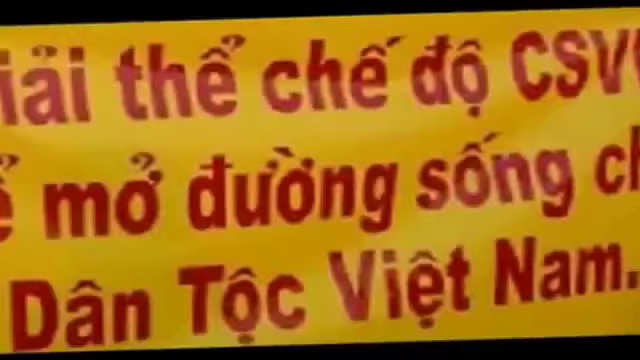 iải thể chế độ CSV
ể mở đường sống ch
Dân Tộc Việt Nam.